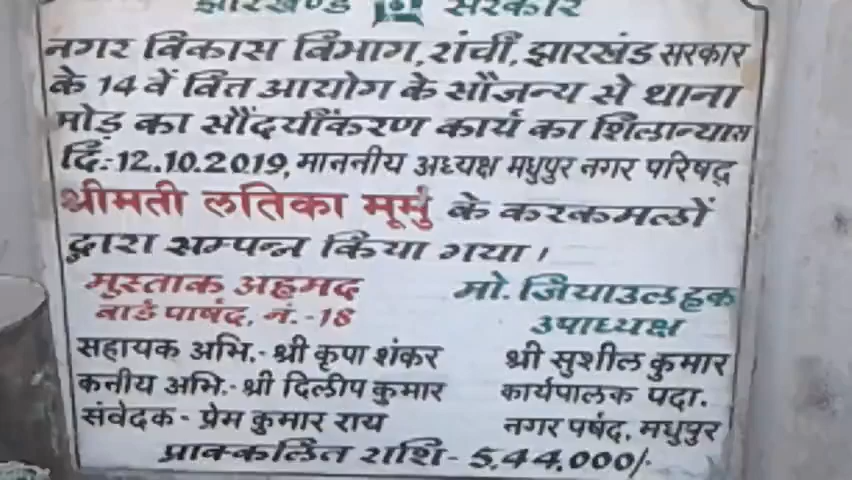 झारखण्ड सरकार
नगर विकास विभाग, रांची, झारखंड सरकार
के 14 वें वित आयोग के सौजन्य से थाना
मोड़ का सौंदर्यीकरण कार्य का शिलान्यास
दि:-12.10.2019, माननीय अध्यक्ष मधुपुर नगर परिषद्
श्रीमती लतिका मूर्मु के करकमलों
द्वारा सम्पन्न किया गया।
मुस्ताक अहमद मो. जियाउल हक
वार्ड पार्षद, नं.-18 उपाध्यक्ष
सहायक अभि.- श्री कृपा शंकर श्री सुशील कुमार
कनीय अभि.- श्री दिलीप कुमार कार्यपालक पदा.
संवेदक- प्रेम कुमार राय नगर पर्षद, मधुपुर
प्राक्कलित राशि- 5,44,000/-